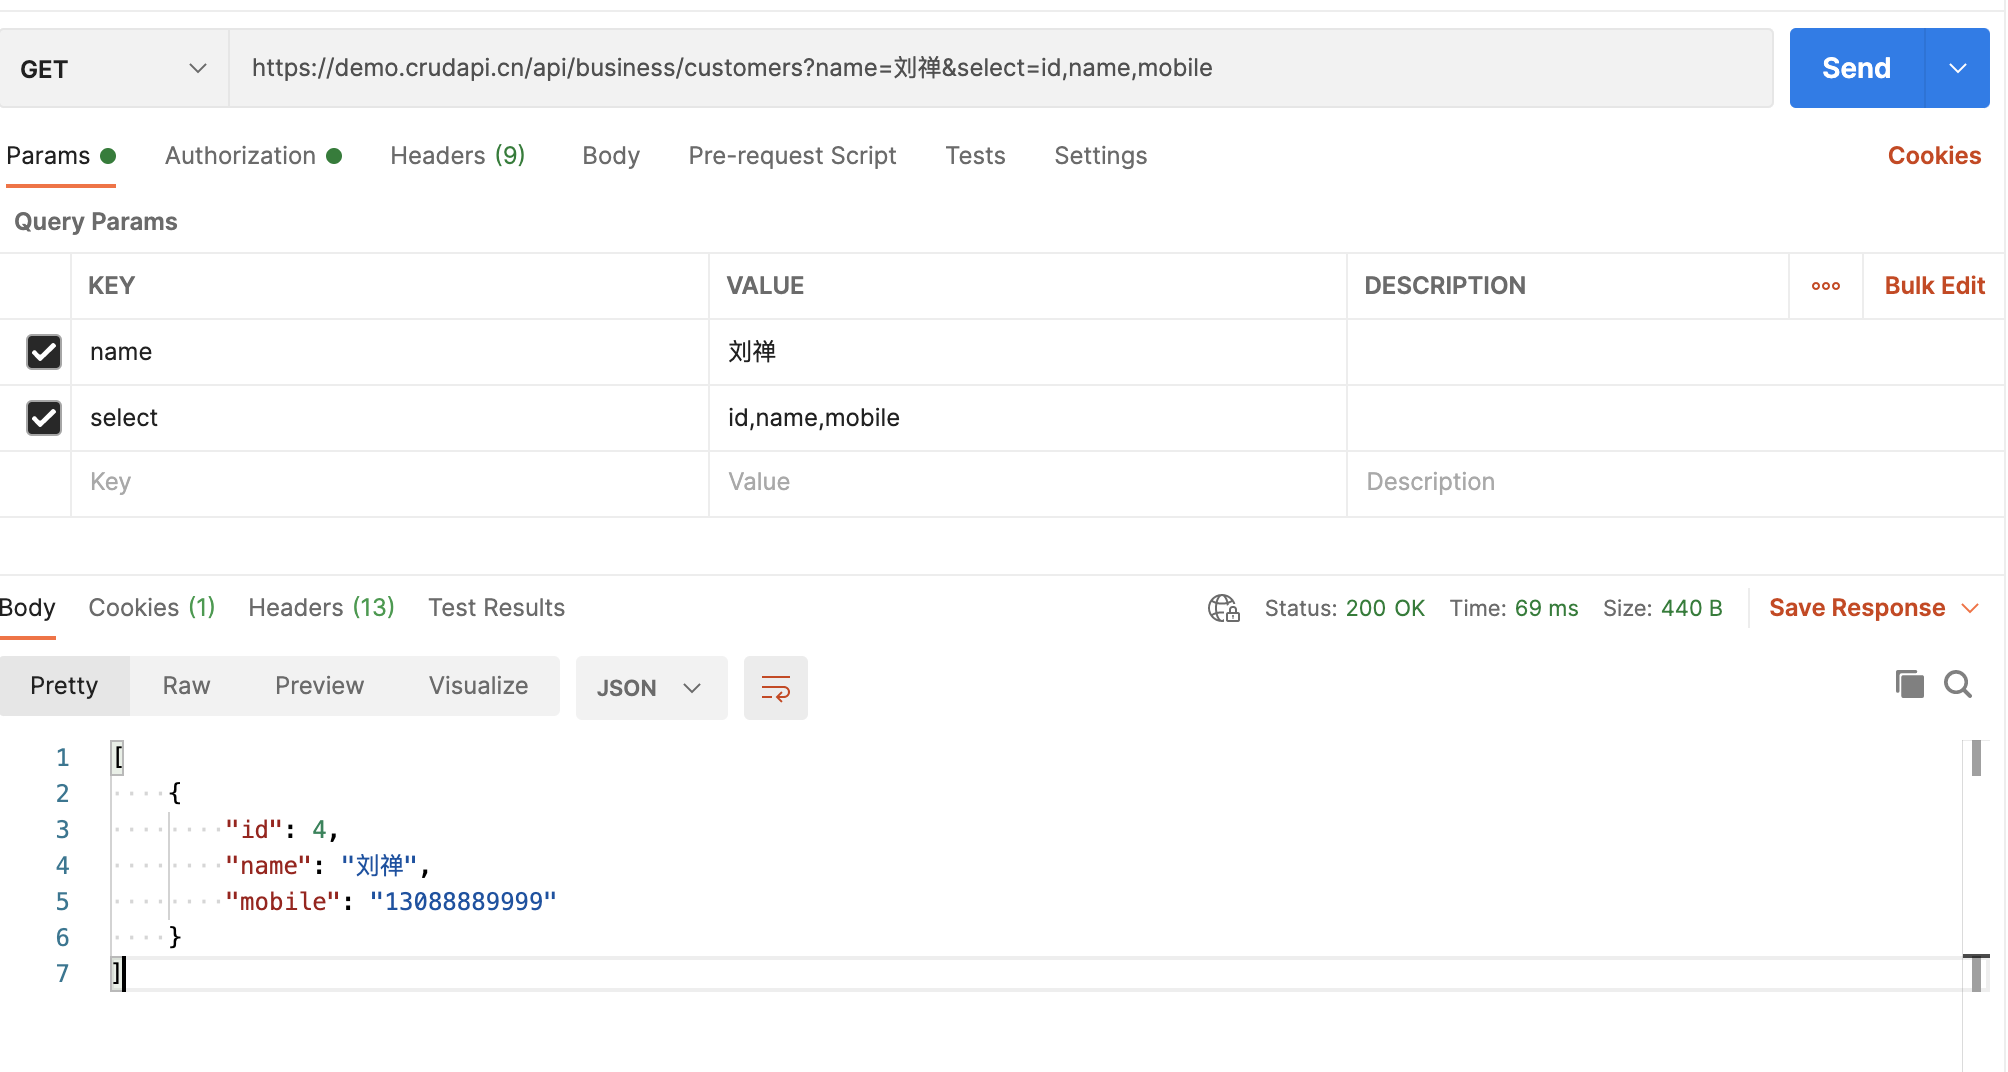 GET https://demo.crudapi.cn/api/business/customers?name=刘禅&select=id,name,mobile Send
Params Authorization Headers (9) Body Pre-request Script Tests Settings Cookies
Query Params
KEY VALUE DESCRIPTION ooo Bulk Edit
name 刘禅
select id,name,mobile
Key Value Description
Body Cookies (1) Headers (13) Test Results Status: 200 OK Time: 69 ms Size: 440 B Save Response
Pretty Raw Preview Visualize JSON
1 [
2 {
3 "id": 4,
4 "name": "刘禅",
5 "mobile": "13088889999"
6 }
7 ]